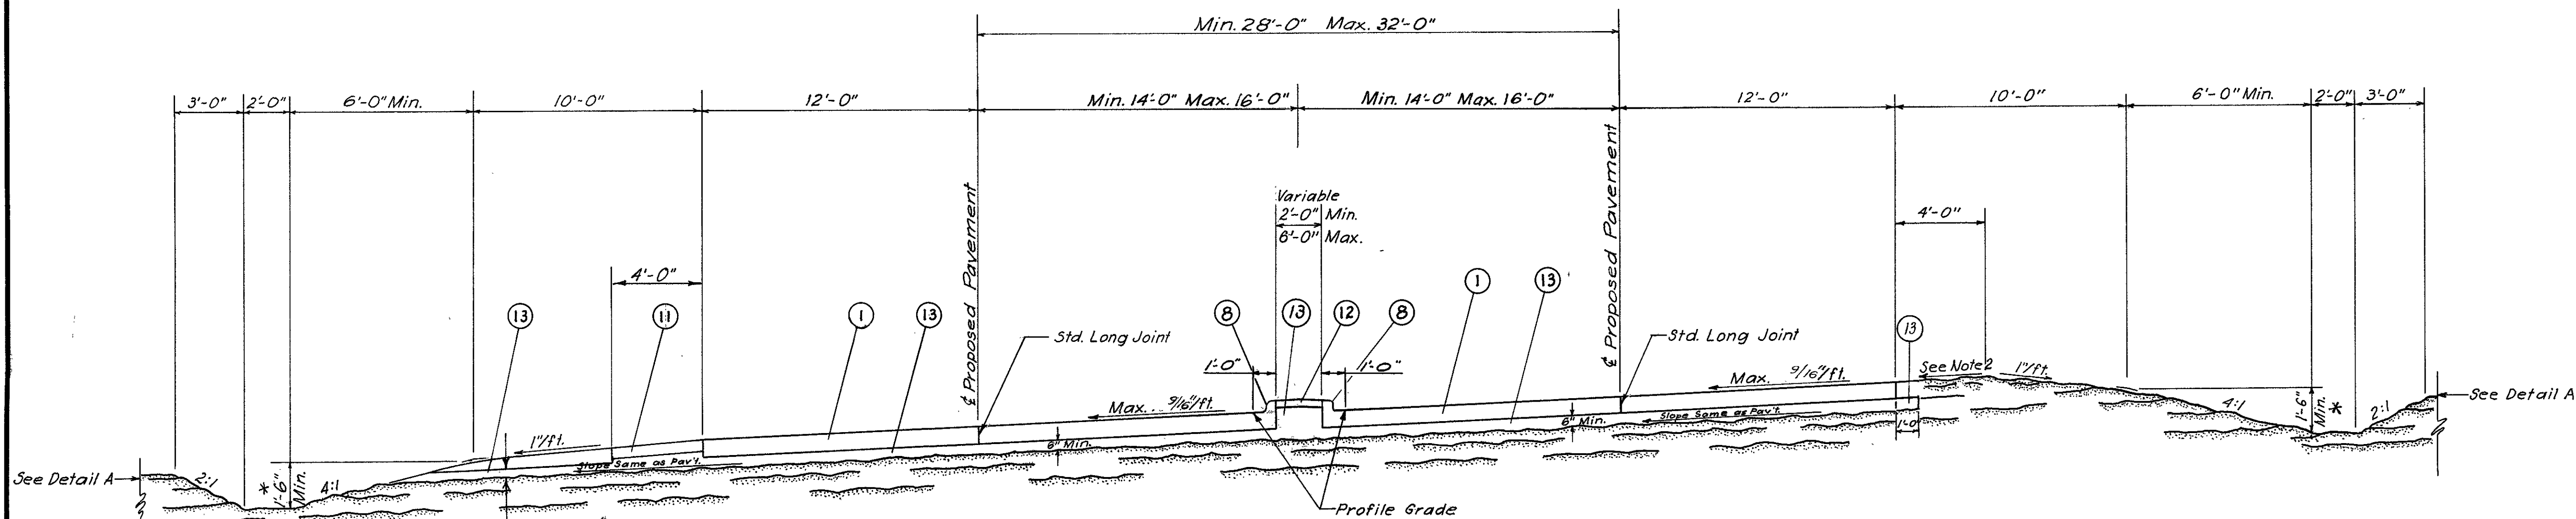 Min. 28'-0" Max. 32'-0"
3'-0" 2'-0" 6'-0" Min. 10'-0" 12'-0" Min. 14'-0" Max. 16'-0" Min. 14'-0" Max. 16'-0" 12'-0" 10'-0" 6'-0" Min. 2'-0" 3'-0"
℄ Proposed Pavement
℄ Proposed Pavement
Variable
2'-0" Min.
6'-0" Max.
4'-0"
4'-0"
13 11 1 13 8 13 12 8 1 13 13
Std. Long Joint
Std. Long Joint
1'-0"
1'-0"
See Note 2
1"/ft.
Max. 9/16"/ft.
Max. 9/16"/ft.
1"/ft.
6" Min.
6" Min.
Slope Same as Pav't.
Slope Same as Pav't.
1'-0"
4:1
1'-6" Min. *
2:1
See Detail A
See Detail A
2:1
* 1'-6" Min.
4:1
Profile Grade